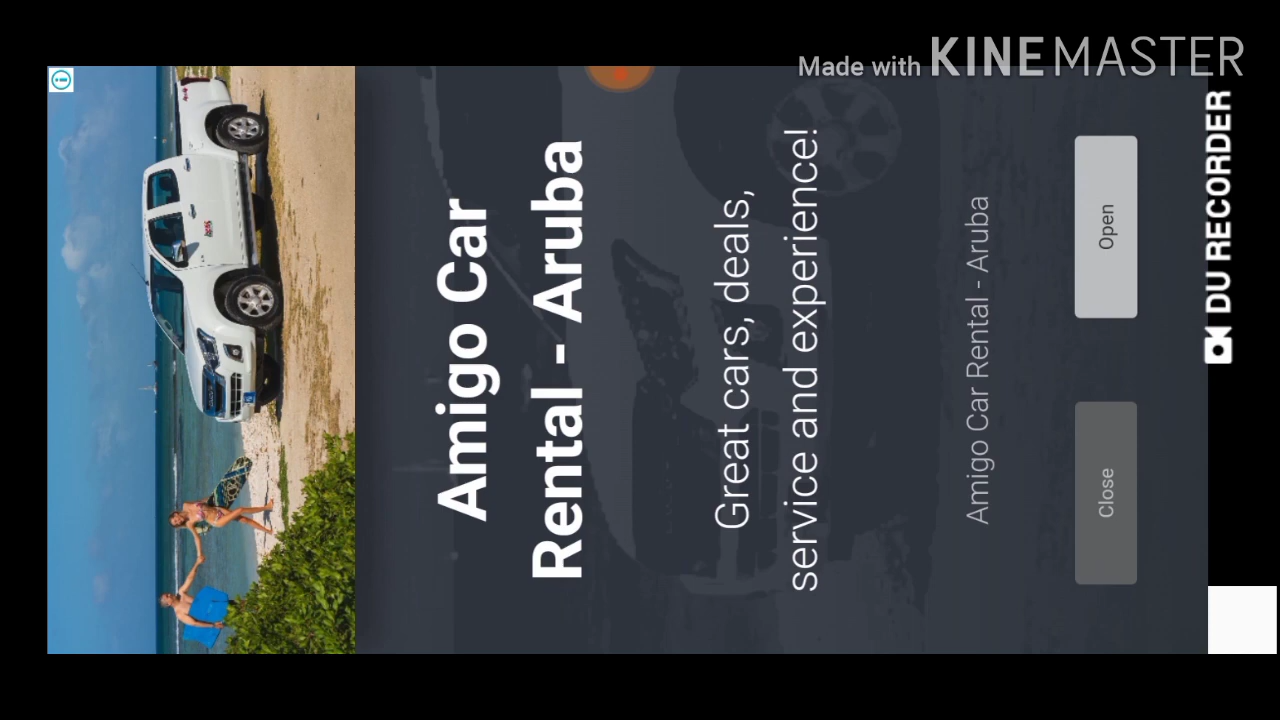 Made with KINEMASTER
DU RECORDER
Amigo Car
Rental - Aruba
Great cars, deals,
service and experience!
Amigo Car Rental - Aruba
Close
Open